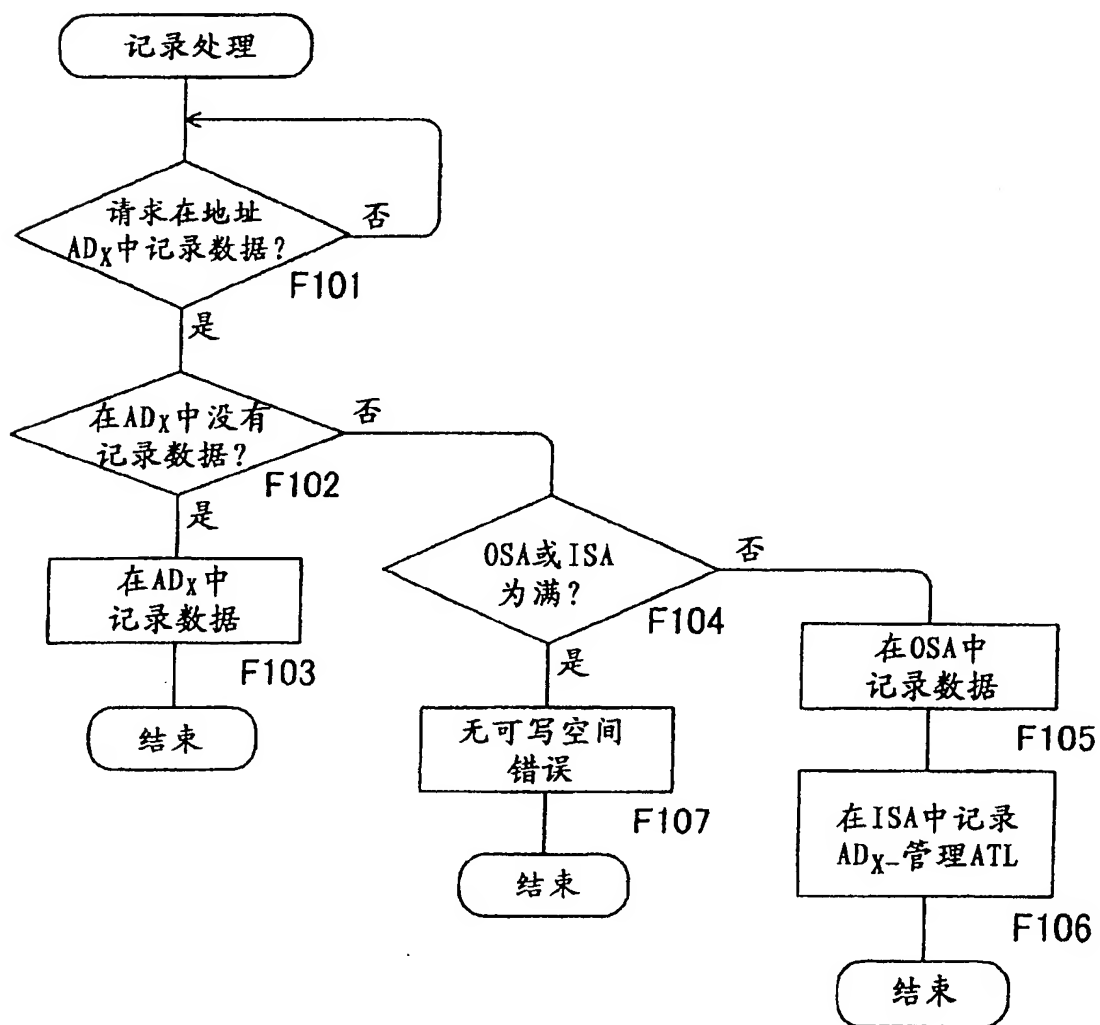 记录处理
请求在地址
ADX中记录数据?
否
F101
是
在ADX中没有
记录数据?
否
F102
是
在ADX中
记录数据
F103
结束
OSA或ISA
为满?
否
F104
是
无可写空间
错误
F107
结束
在OSA中
记录数据
F105
在ISA中记录
ADX-管理ATL
F106
结束